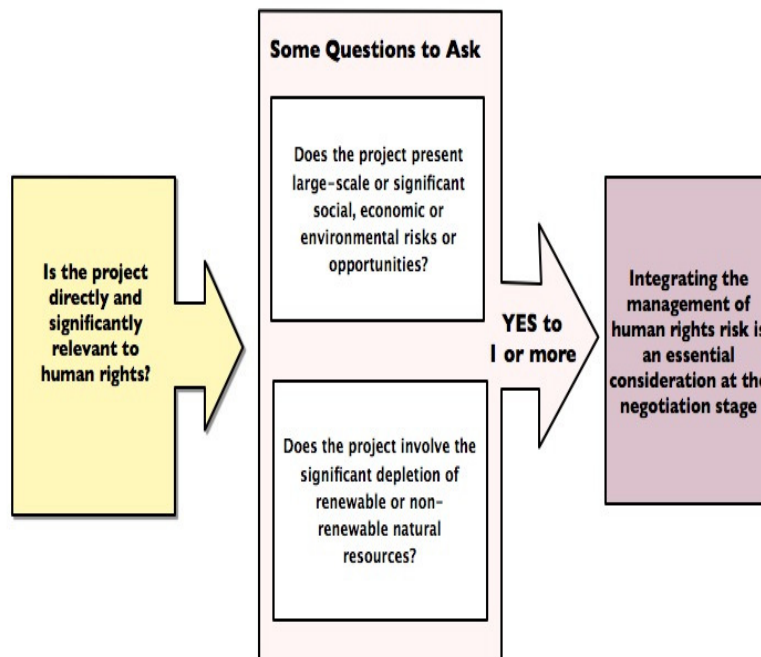 Some Questions to Ask
Is the project
directly and
significantly
relevant to
human rights?
Does the project present
large-scale or significant
social, economic or
environmental risks or
opportunities?
Does the project involve the
significant depletion of
renewable or non-
renewable natural
resources?
YES to
1 or more
Integrating the
management of
human rights risk is
an essential
consideration at the
negotiation stage